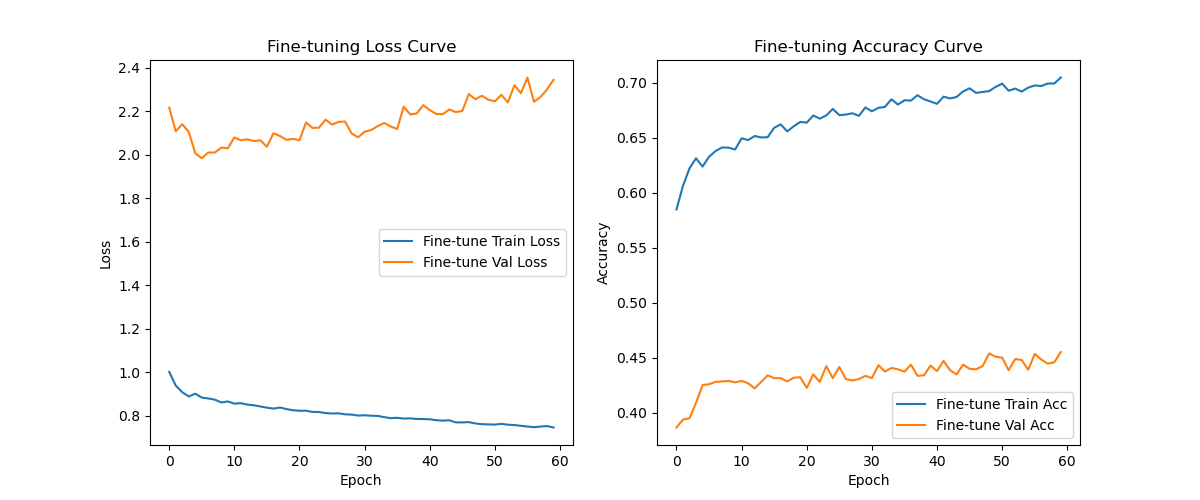 Fine-tuning Loss Curve
2.4
2.2
2.0
1.8
1.6
1.4
1.2
1.0
0.8
Loss
Fine-tune Train Loss
Fine-tune Val Loss
0 10 20 30 40 50 60
Epoch
Fine-tuning Accuracy Curve
0.70
0.65
0.60
0.55
0.50
0.45
0.40
Accuracy
Fine-tune Train Acc
Fine-tune Val Acc
0 10 20 30 40 50 60
Epoch